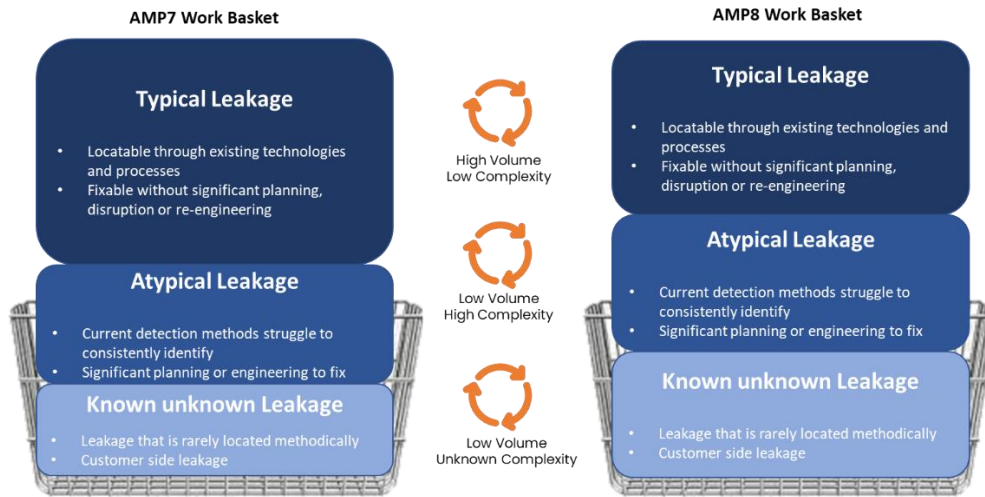 AMP7 Work Basket
Typical Leakage
• Locatable through existing technologies
and processes
• Fixable without significant planning,
disruption or re-engineering
Atypical Leakage
• Current detection methods struggle to
consistently identify
• Significant planning or engineering to fix
Known unknown Leakage
• Leakage that is rarely located methodically
• Customer side leakage
High Volume
Low Complexity
Low Volume
High Complexity
Low Volume
Unknown Complexity
AMP8 Work Basket
Typical Leakage
• Locatable through existing technologies and
processes
• Fixable without significant planning,
disruption or re-engineering
Atypical Leakage
• Current detection methods struggle to
consistently identify
• Significant planning or engineering to fix
Known unknown Leakage
• Leakage that is rarely located methodically
• Customer side leakage